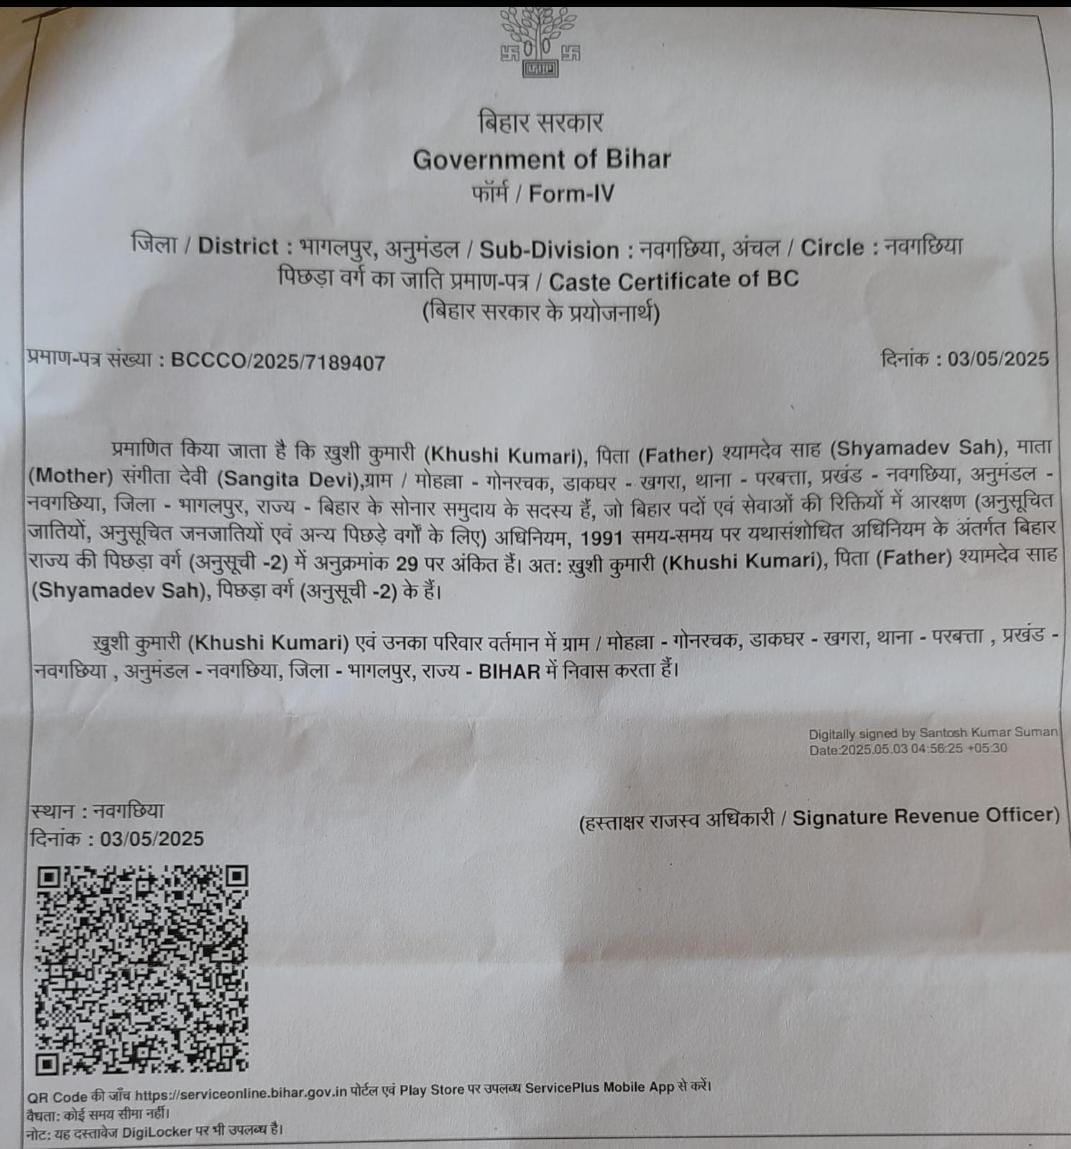 बिहार
बिहार सरकार
Government of Bihar
फॉर्म / Form-IV
जिला / District : भागलपुर, अनुमंडल / Sub-Division : नवगछिया, अंचल / Circle : नवगछिया
पिछड़ा वर्ग का जाति प्रमाण-पत्र / Caste Certificate of BC
(बिहार सरकार के प्रयोजनार्थ)
प्रमाण-पत्र संख्या : BCCCO/2025/7189407 दिनांक : 03/05/2025
प्रमाणित किया जाता है कि ख़ुशी कुमारी (Khushi Kumari), पिता (Father) श्यामदेव साह (Shyamadev Sah), माता
(Mother) संगीता देवी (Sangita Devi),ग्राम / मोहल्ला - गोनरचक, डाकघर - खगरा, थाना - परबत्ता, प्रखंड - नवगछिया, अनुमंडल -
नवगछिया, जिला - भागलपुर, राज्य - बिहार के सोनार समुदाय के सदस्य हैं, जो बिहार पदों एवं सेवाओं की रिक्तियों में आरक्षण (अनुसूचित
जातियों, अनुसूचित जनजातियों एवं अन्य पिछड़े वर्गों के लिए) अधिनियम, 1991 समय-समय पर यथासंशोधित अधिनियम के अंतर्गत बिहार
राज्य की पिछड़ा वर्ग (अनुसूची -2) में अनुक्रमांक 29 पर अंकित हैं। अत: ख़ुशी कुमारी (Khushi Kumari), पिता (Father) श्यामदेव साह
(Shyamadev Sah), पिछड़ा वर्ग (अनुसूची -2) के हैं।
ख़ुशी कुमारी (Khushi Kumari) एवं उनका परिवार वर्तमान में ग्राम / मोहल्ला - गोनरचक, डाकघर - खगरा, थाना - परबत्ता , प्रखंड -
नवगछिया , अनुमंडल - नवगछिया, जिला - भागलपुर, राज्य - BIHAR में निवास करता हैं।
Digitally signed by Santosh Kumar Suman
Date:2025.05.03 04:56:25 +05:30
स्थान : नवगछिया
दिनांक : 03/05/2025
(हस्ताक्षर राजस्व अधिकारी / Signature Revenue Officer)
QR Code की जाँच https://serviceonline.bihar.gov.in पोर्टल एवं Play Store पर उपलब्ध ServicePlus Mobile App से करें।
वैधता: कोई समय सीमा नहीं।
नोट: यह दस्तावेज DigiLocker पर भी उपलब्ध है।